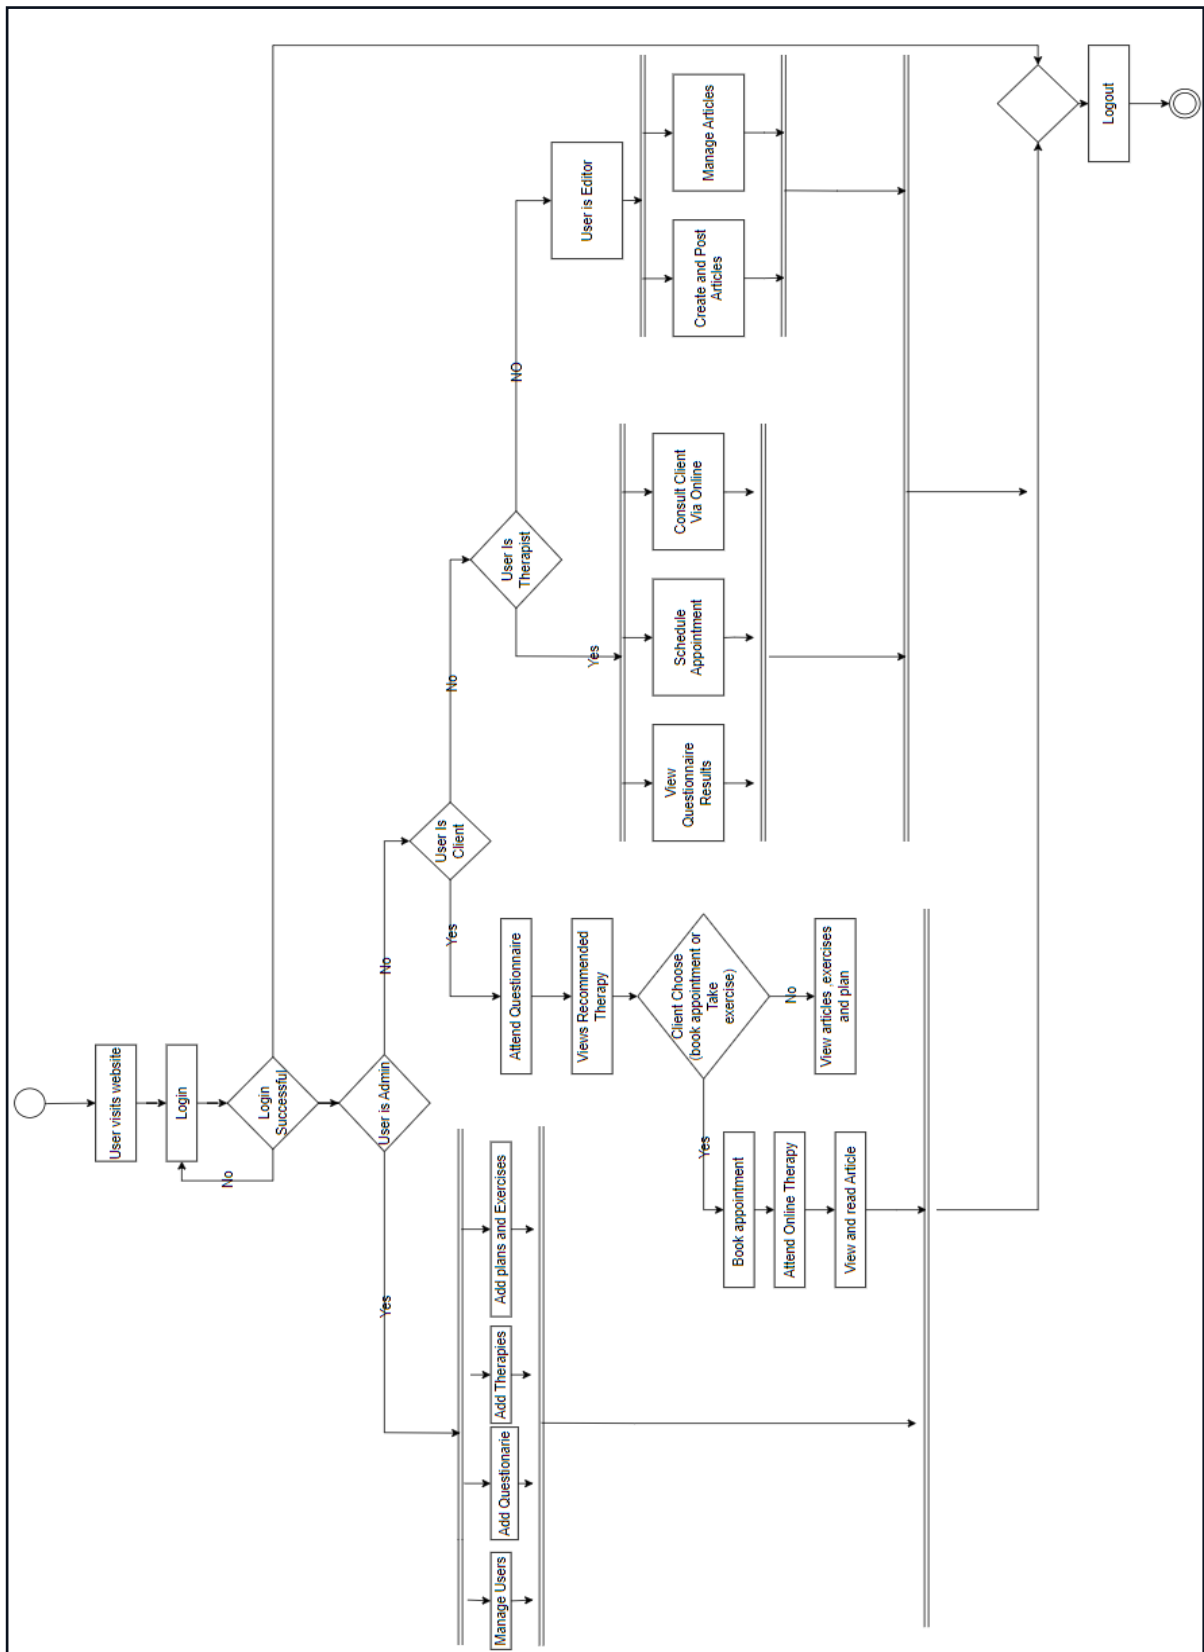 User visits website
Login
Login
Successful
No
User is Admin
Yes
No
Manage Users
Add Questionarie
Add Therapies
Add plans and Exercises
User Is
Client
Yes
No
Attend Questionnaire
Views Recommended
Therapy
Client Choose
(book appointment or
Take
exercise)
Yes
No
Book appointment
Attend Online Therapy
View and read Article
View articles ,exercises
and plan
User Is
Therapist
Yes
NO
View
Questionnaire
Results
Schedule
Appointment
Consult Client
Via Online
User is Editor
Create and Post
Articles
Manage Articles
Logout